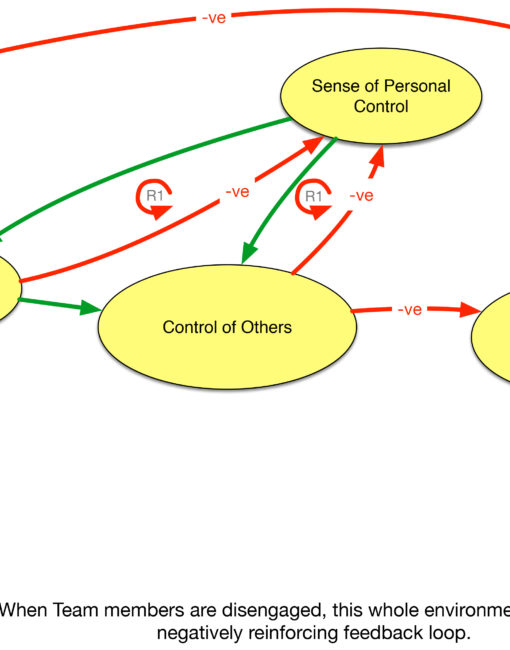 -ve
Sense of Personal
Control
R1
-ve
R1
-ve
Control of Others
-ve
When Team members are disengaged, this whole environme
negatively reinforcing feedback loop.